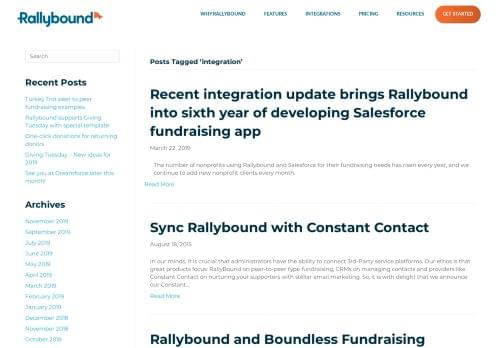 Rallybound
WHY RALLYBOUND
FEATURES
INTEGRATIONS
PRICING
RESOURCES
GET STARTED
Search
Recent Posts
Turkey Trot peer to peer
fundraising examples
Rallybound supports Giving
Tuesday with special template
One-click donations for returning
donors
Giving Tuesday – New ideas for
2019
See you at Dreamforce later this
month!
Archives
November 2019
September 2019
July 2019
June 2019
May 2019
April 2019
March 2019
February 2019
January 2019
December 2018
November 2018
October 2018
Posts Tagged ‘integration’
Recent integration update brings Rallybound
into sixth year of developing Salesforce
fundraising app
March 22, 2019
The number of nonprofits using Rallybound and Salesforce for their fundraising needs has risen every year, and we
continue to add new nonprofit clients every month.
Read More
Sync Rallybound with Constant Contact
August 18, 2015
In our minds, it is crucial that administrators have the ability to connect 3rd-Party service platforms. Our ethos is that
great products focus: RallyBound on peer-to-peer type fundraising, CRMs on managing contacts and providers like
Constant Contact on nurturing your supporters with stellar email marketing. So, it is with delight that we announce
our Constant...
Read More
Rallybound and Boundless Fundraising